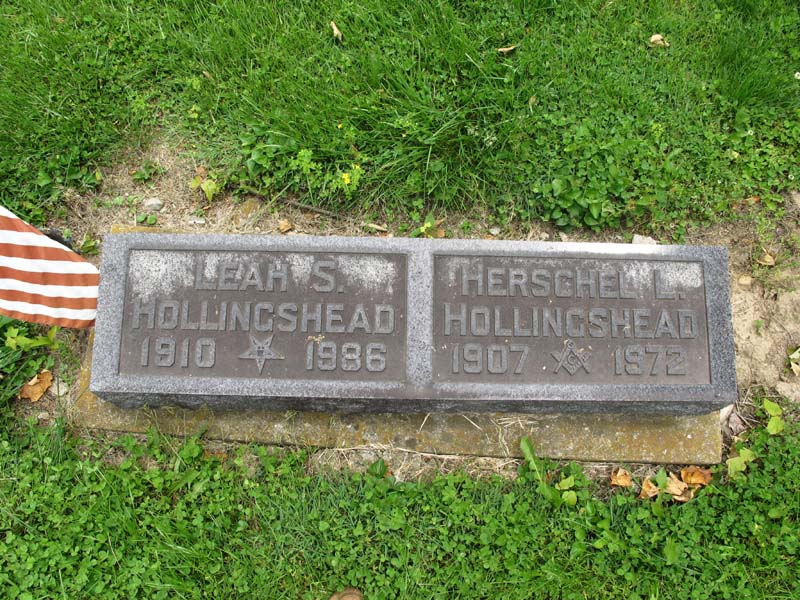 LEAH S.
HOLLINGSHEAD
1910 1986
HERSCHEL L.
HOLLINGSHEAD
1907 G 1972